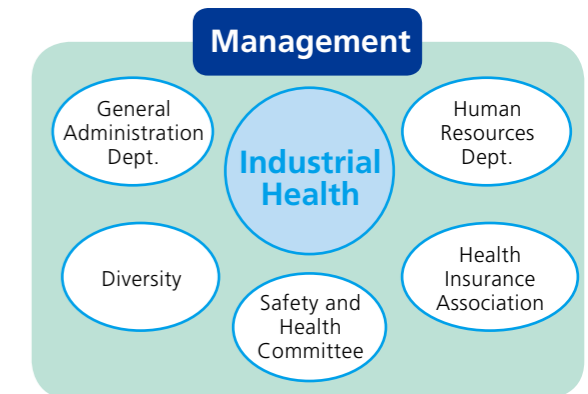 Management
General
Administration
Dept.
Industrial
Health
Human
Resources
Dept.
Diversity
Safety and
Health
Committee
Health
Insurance
Association